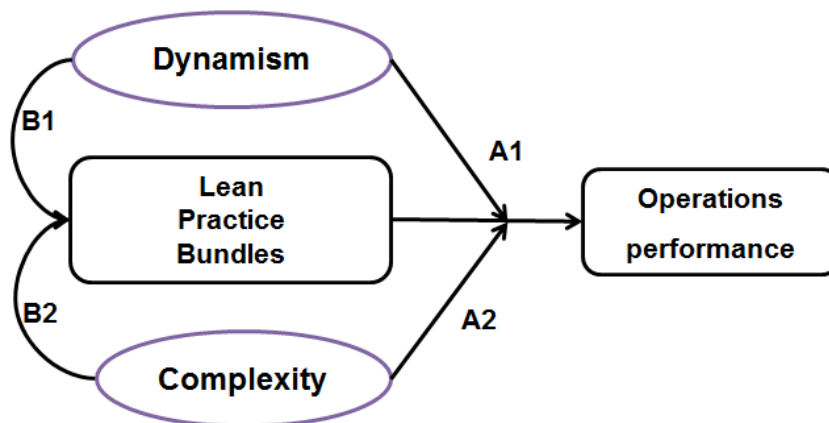 Dynamism
B1
A1
Lean
Practice
Bundles
Operations
performance
B2
A2
Complexity